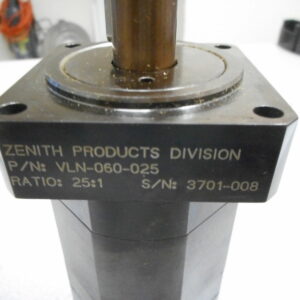 ZENITH PRODUCTS DIVISION
P/N: VLN-060-025
RATIO: 25:1 S/N: 3701-008